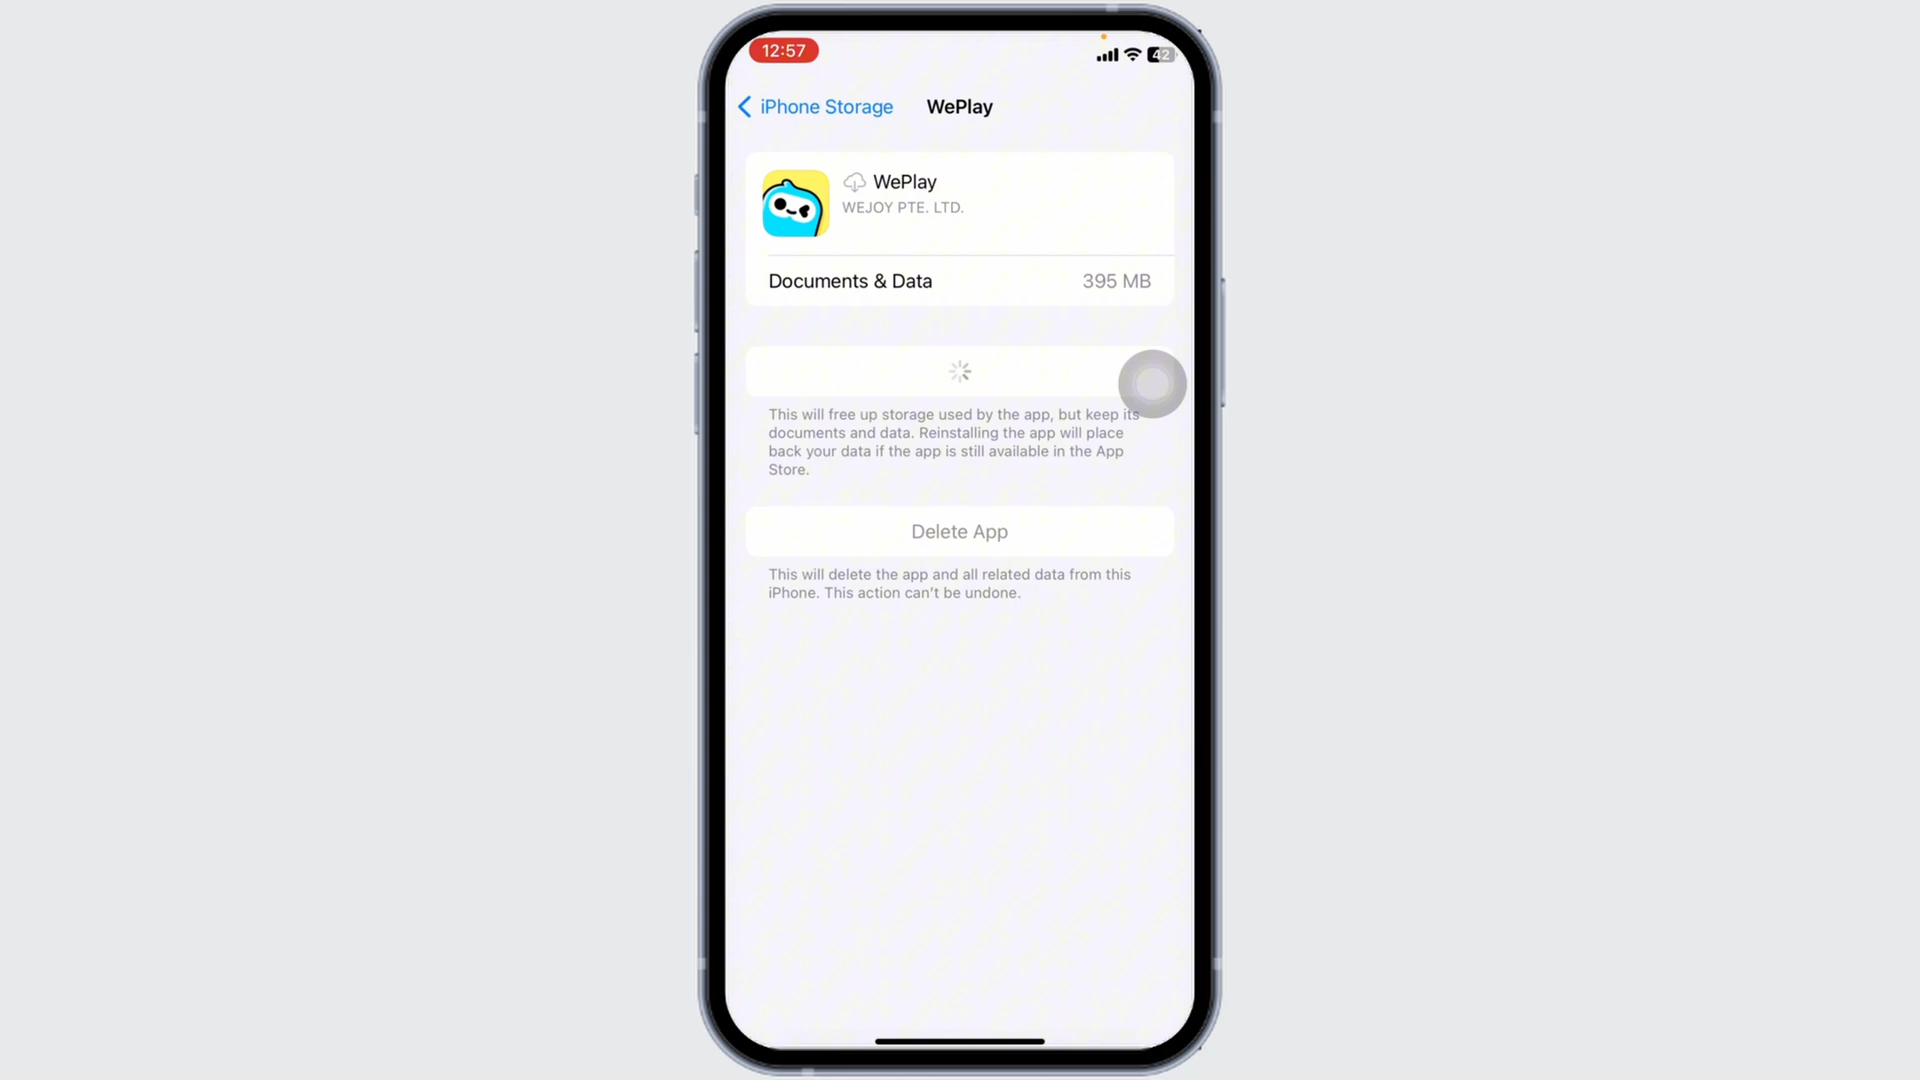 12:57
42
iPhone Storage
WePlay
WePlay
WEJOY PTE. LTD.
Documents & Data
395 MB
This will free up storage used by the app, but keep its
documents and data. Reinstalling the app will place
back your data if the app is still available in the App
Store.
Delete App
This will delete the app and all related data from this
iPhone. This action can’t be undone.